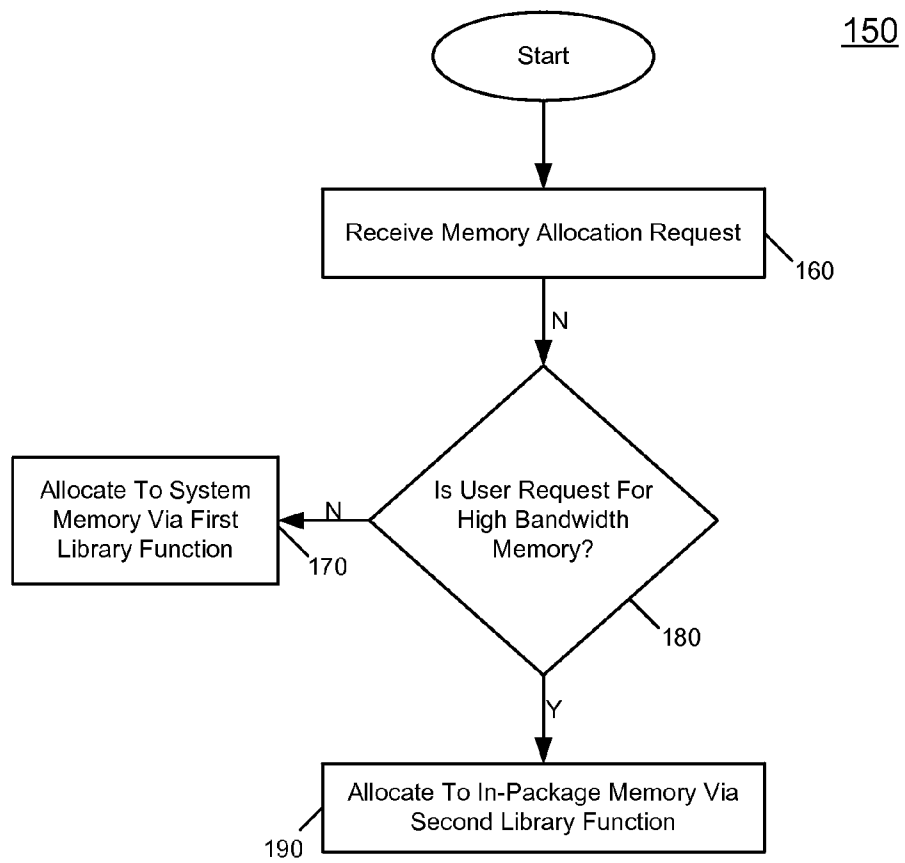 150
Start
Receive Memory Allocation Request
160
N
Is User Request For
High Bandwidth
Memory?
N
Allocate To System
Memory Via First
Library Function
170
180
Y
Allocate To In-Package Memory Via
Second Library Function
190